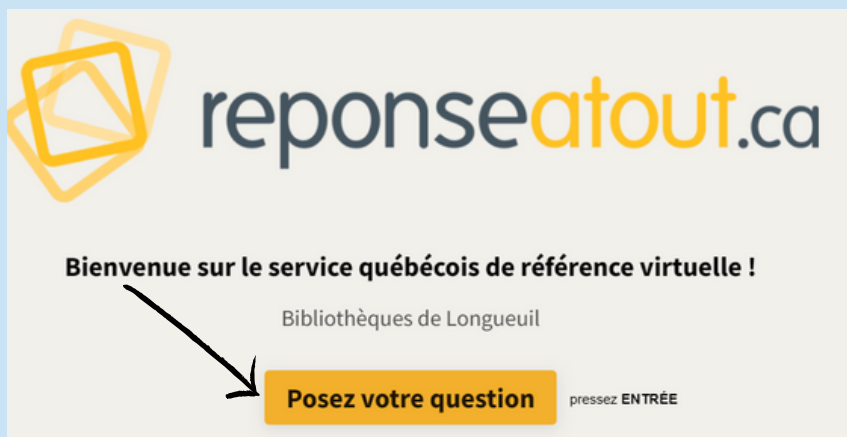 reponseatout.ca
Bienvenue sur le service québécois de référence virtuelle !
Bibliothèques de Longueuil
Posez votre question pressez ENTRÉE